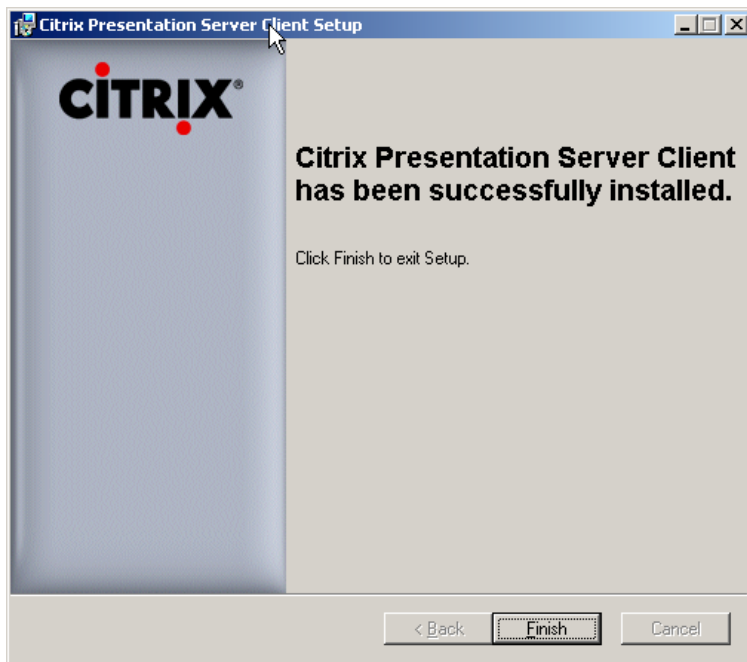 Citrix Presentation Server Client Setup
CITRIX®
Citrix Presentation Server Client
has been successfully installed.
Click Finish to exit Setup.
< Back
Finish
Cancel